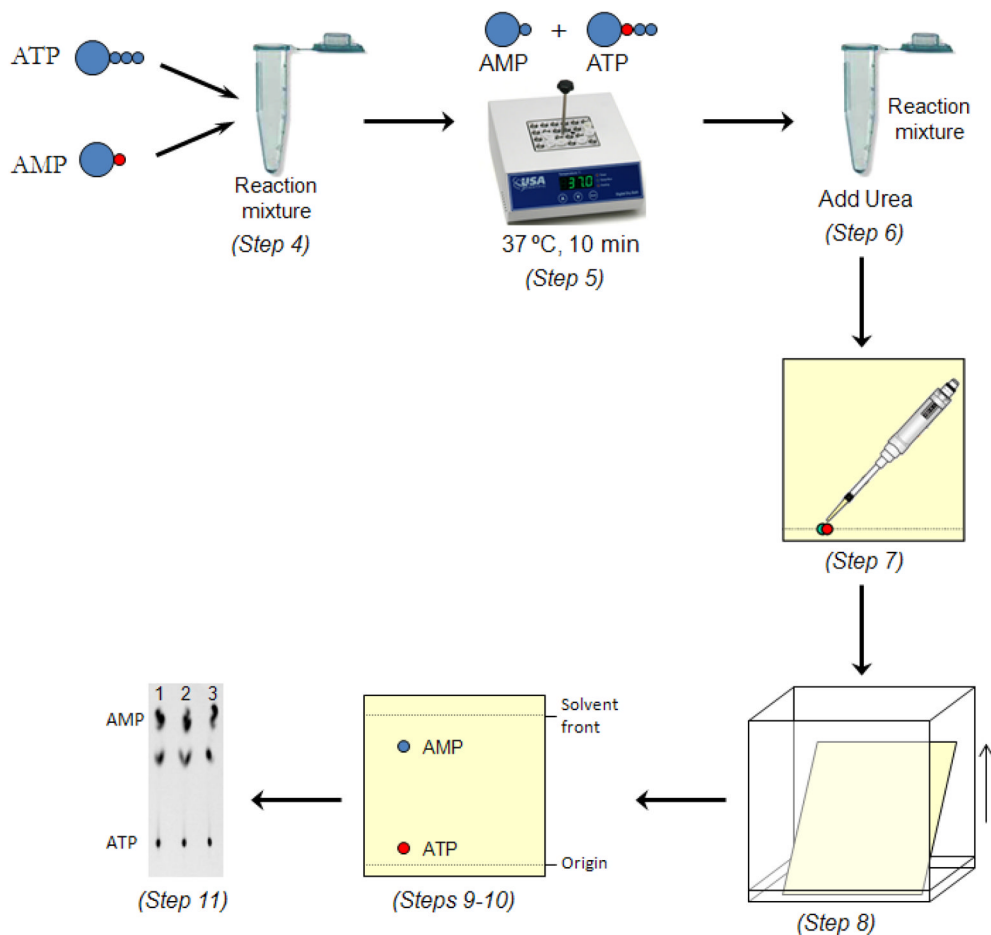 ATP
AMP
Reaction
mixture
(Step 4)
AMP + ATP
USA
37.0
37 ºC, 10 min
(Step 5)
Reaction
mixture
Add Urea
(Step 6)
(Step 7)
(Step 8)
Solvent
front
AMP
ATP
Origin
(Steps 9-10)
1 2 3
AMP
ATP
(Step 11)